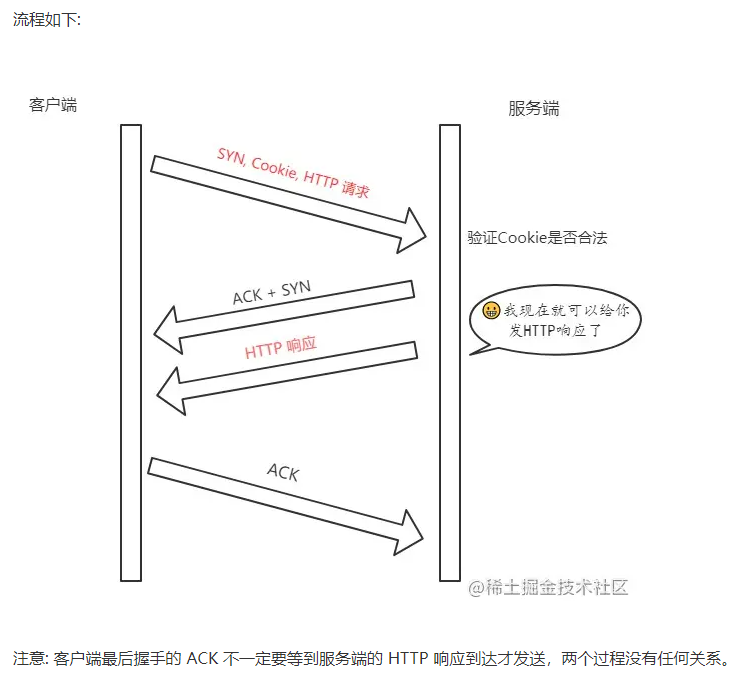 流程如下:
客户端
服务端
SYN, Cookie, HTTP 请求
验证Cookie是否合法
ACK + SYN
😀我现在就可以给你
发HTTP响应了
HTTP 响应
ACK
@稀土掘金技术社区
注意: 客户端最后握手的 ACK 不一定要等到服务端的 HTTP 响应到达才发送，两个过程没有任何关系。